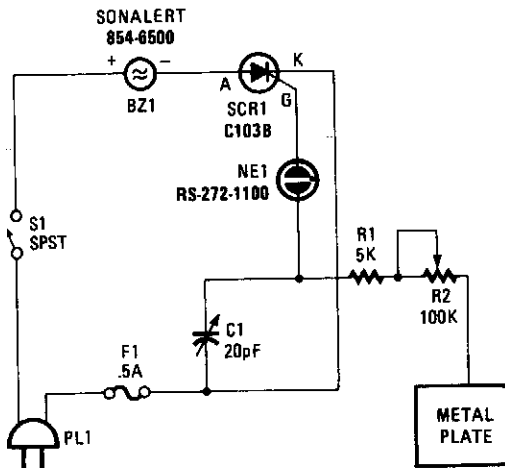 SONALERT
854-6500
+ −
BZ1
A
K
G
SCR1
C103B
NE1
RS-272-1100
S1
SPST
R1
5K
R2
100K
C1
20pF
F1
.5A
PL1
METAL
PLATE